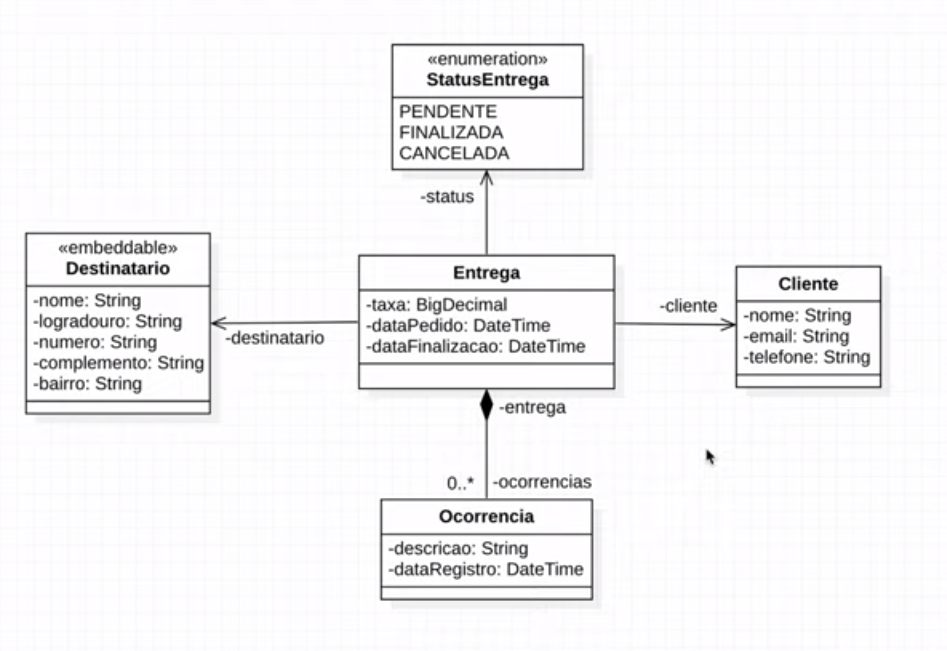 «enumeration»
StatusEntrega
PENDENTE
FINALIZADA
CANCELADA
-status
«embeddable»
Destinatario
-nome: String
-logradouro: String
-numero: String
-complemento: String
-bairro: String
-destinatario
Entrega
-taxa: BigDecimal
-dataPedido: DateTime
-dataFinalizacao: DateTime
-cliente
Cliente
-nome: String
-email: String
-telefone: String
-entrega
0..*
-ocorrencias
Ocorrencia
-descricao: String
-dataRegistro: DateTime